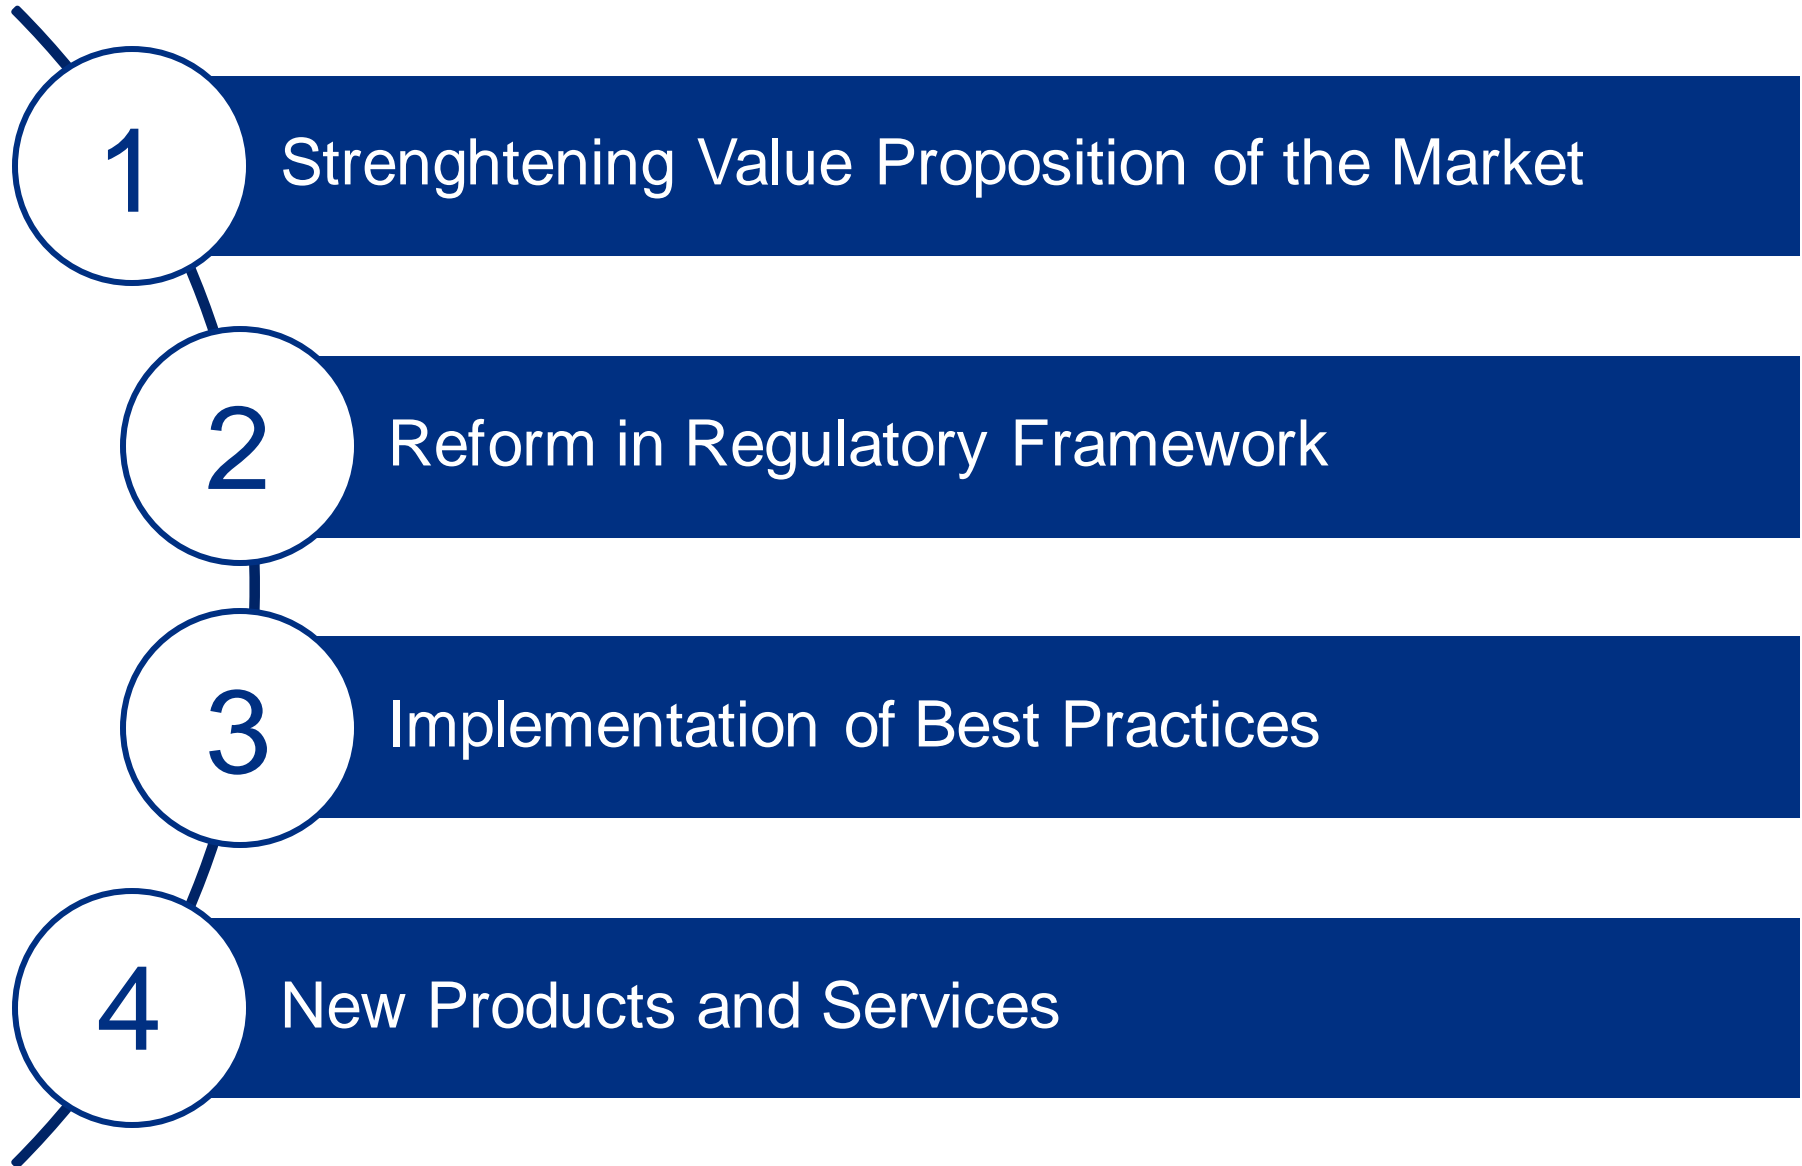 1
Strenghtening Value Proposition of the Market
2
Reform in Regulatory Framework
3
Implementation of Best Practices
4
New Products and Services